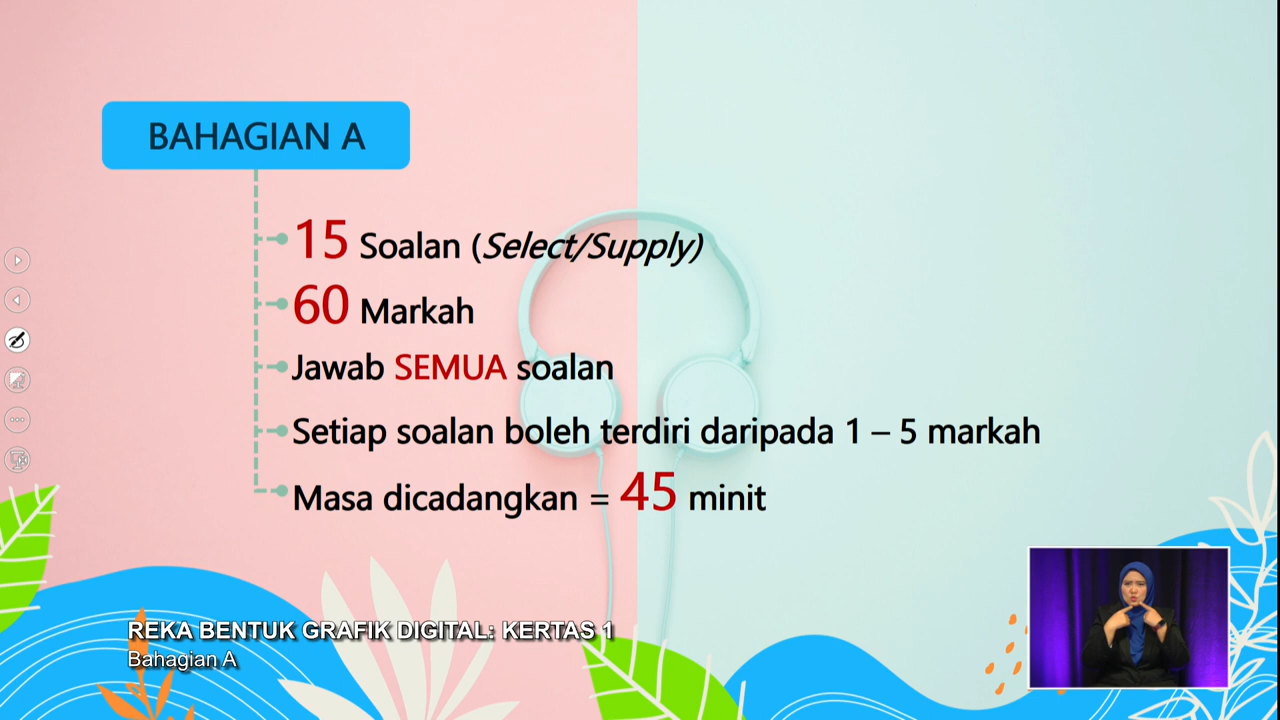 BAHAGIAN A
15 Soalan (Select/Supply)
60 Markah
Jawab SEMUA soalan
Setiap soalan boleh terdiri daripada 1 – 5 markah
Masa dicadangkan = 45 minit
REKA BENTUK GRAFIK DIGITAL: KERTAS 1
Bahagian A